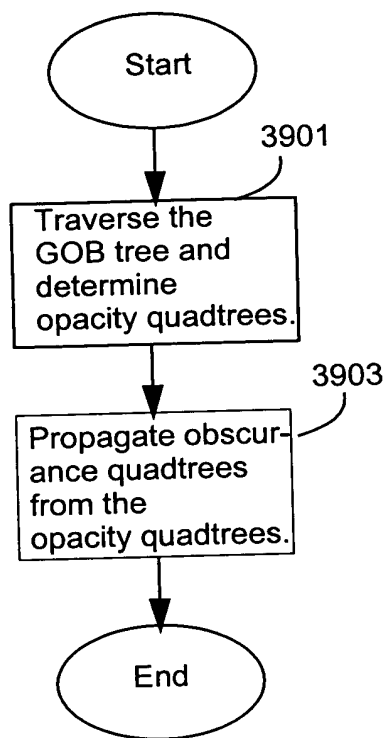 Start
3901
Traverse the
GOB tree and
determine
opacity quadtrees.
3903
Propagate obscur-
ance quadtrees
from the
opacity quadtrees.
End